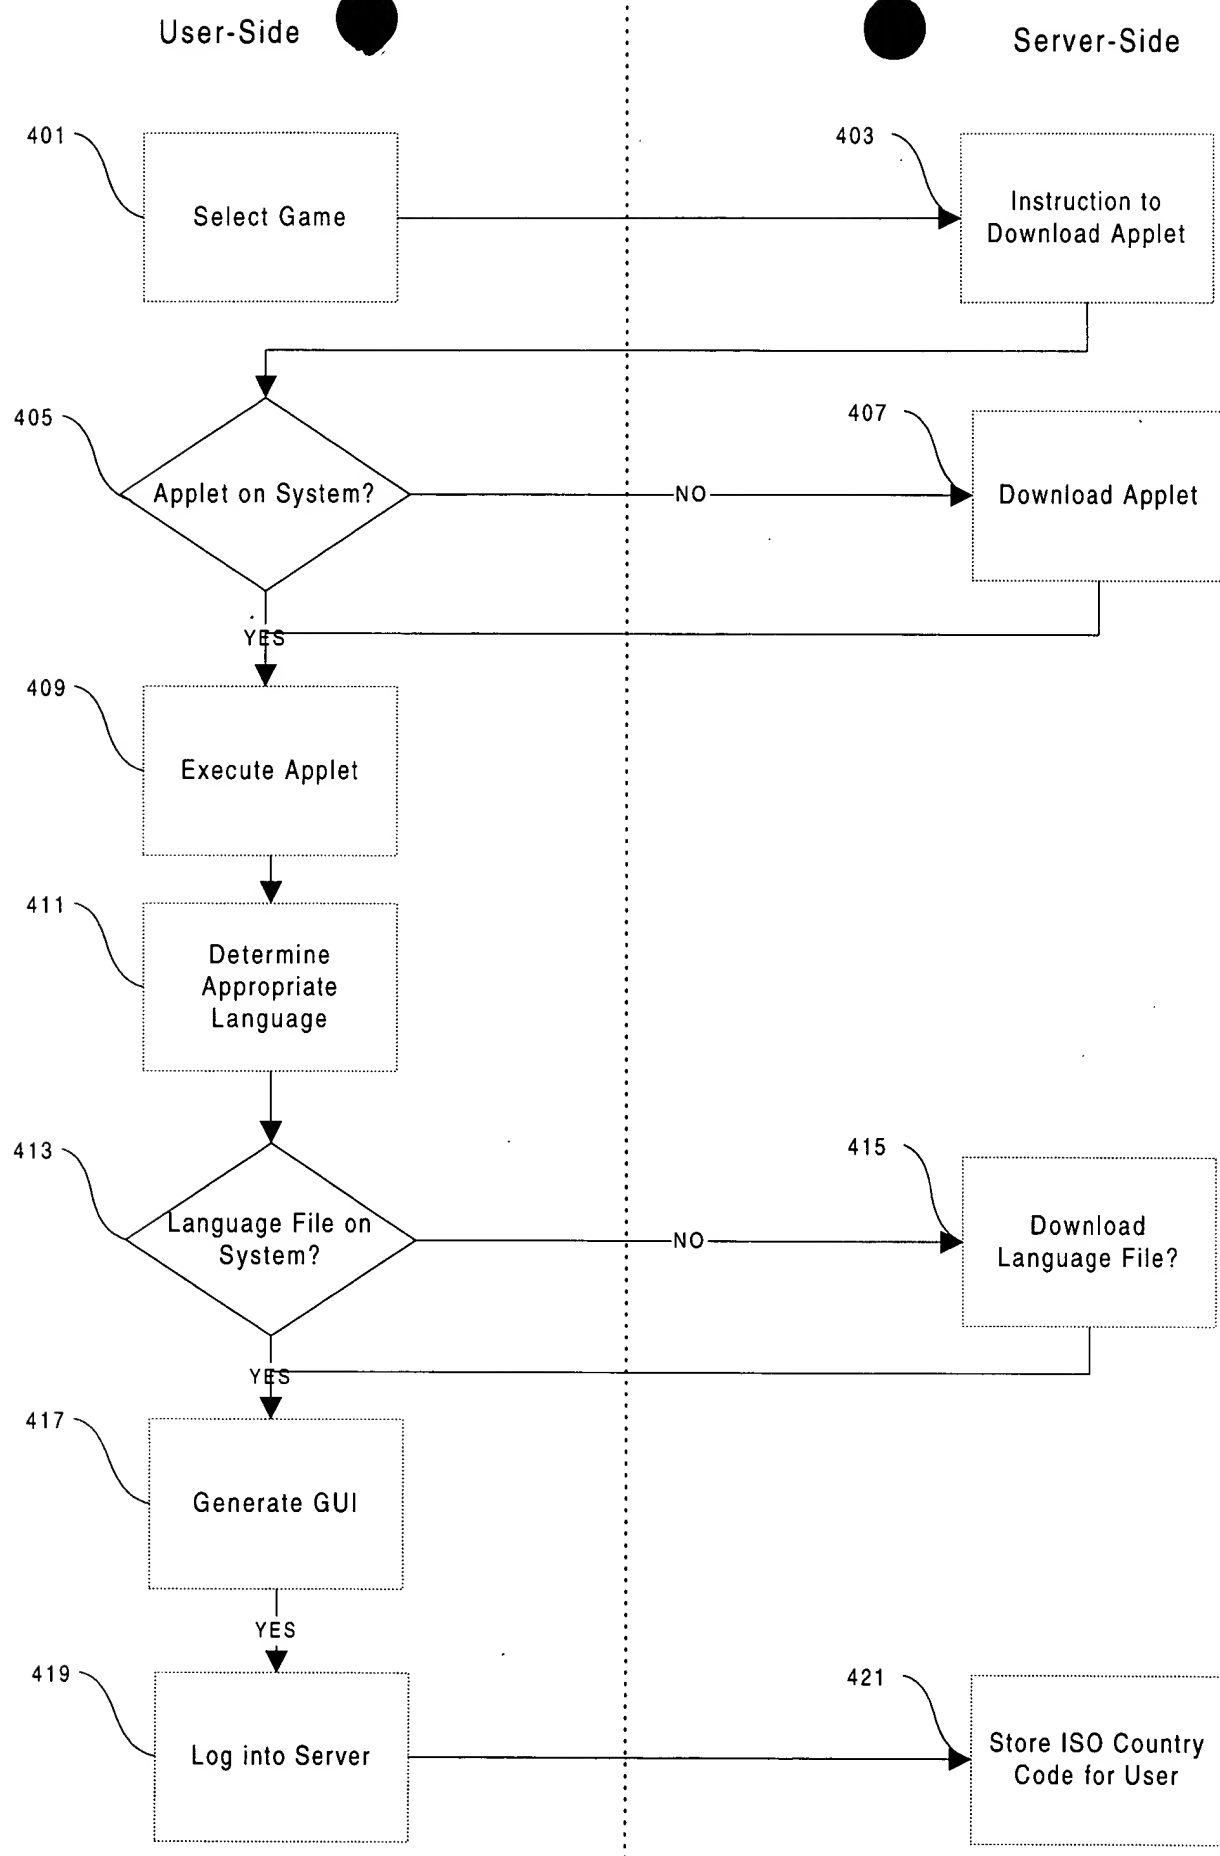 User-Side
Server-Side
401
Select Game
403
Instruction to
Download Applet
405
Applet on System?
NO
407
Download Applet
YES
409
Execute Applet
411
Determine
Appropriate
Language
413
Language File on
System?
NO
415
Download
Language File?
YES
417
Generate GUI
YES
419
Log into Server
421
Store ISO Country
Code for User